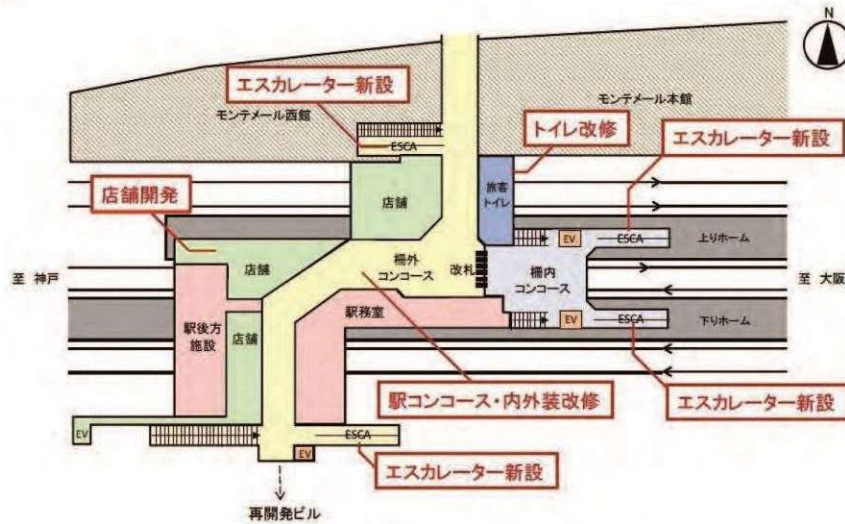 N
エスカレーター新設
モンテメール西館
モンテメール本館
トイレ改修
エスカレーター新設
ESCA
店舗開発
店舗
旅客
トイレ
EV
ESCA
上りホーム
至 神戸
店舗
柵外
コンコース
改札
柵内
コンコース
至 大阪
駅後方
施設
店舗
駅務室
EV
ESCA
下りホーム
駅コンコース・内外装改修
エスカレーター新設
EV
ESCA
EV
エスカレーター新設
再開発ビル